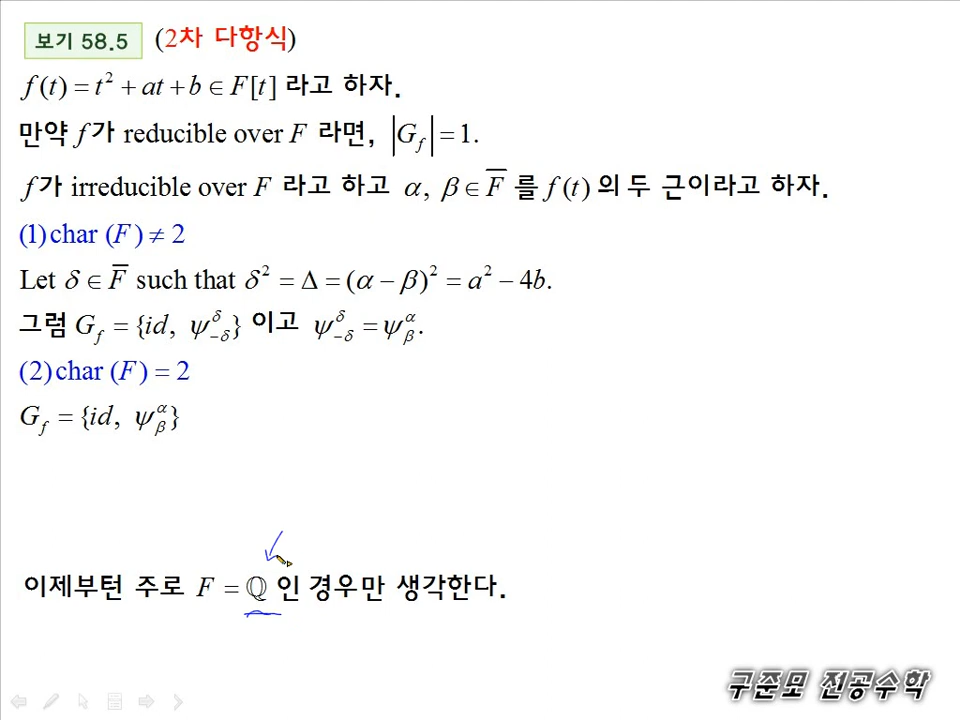 보기 58.5 (2차 다항식)
f(t) = t² + at + b ∈ F[t] 라고 하자.
만약 f가 reducible over F 라면, |G_f| = 1.
f가 irreducible over F 라고 하고 α, β ∈ F̅ 를 f(t) 의 두 근이라고 하자.
(1) char (F) ≠ 2
Let δ ∈ F̅ such that δ² = Δ = (α − β)² = a² − 4b.
그럼 G_f = {id, ψ^δ_{−δ}} 이고 ψ^δ_{−δ} = ψ^α_β.
(2) char (F) = 2
G_f = {id, ψ^α_β}
이제부턴 주로 F = ℚ 인 경우만 생각한다.
구준모 전공수학